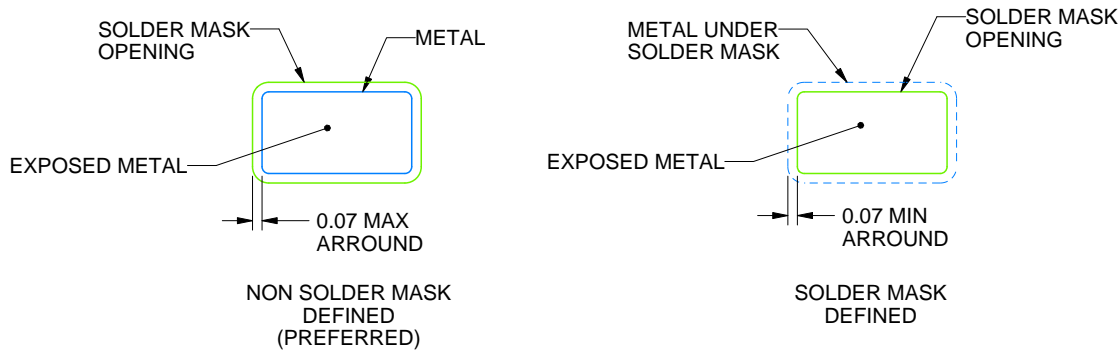 SOLDER MASK
OPENING
METAL
EXPOSED METAL
0.07 MAX
ARROUND
NON SOLDER MASK
DEFINED
(PREFERRED)
METAL UNDER
SOLDER MASK
SOLDER MASK
OPENING
EXPOSED METAL
0.07 MIN
ARROUND
SOLDER MASK
DEFINED